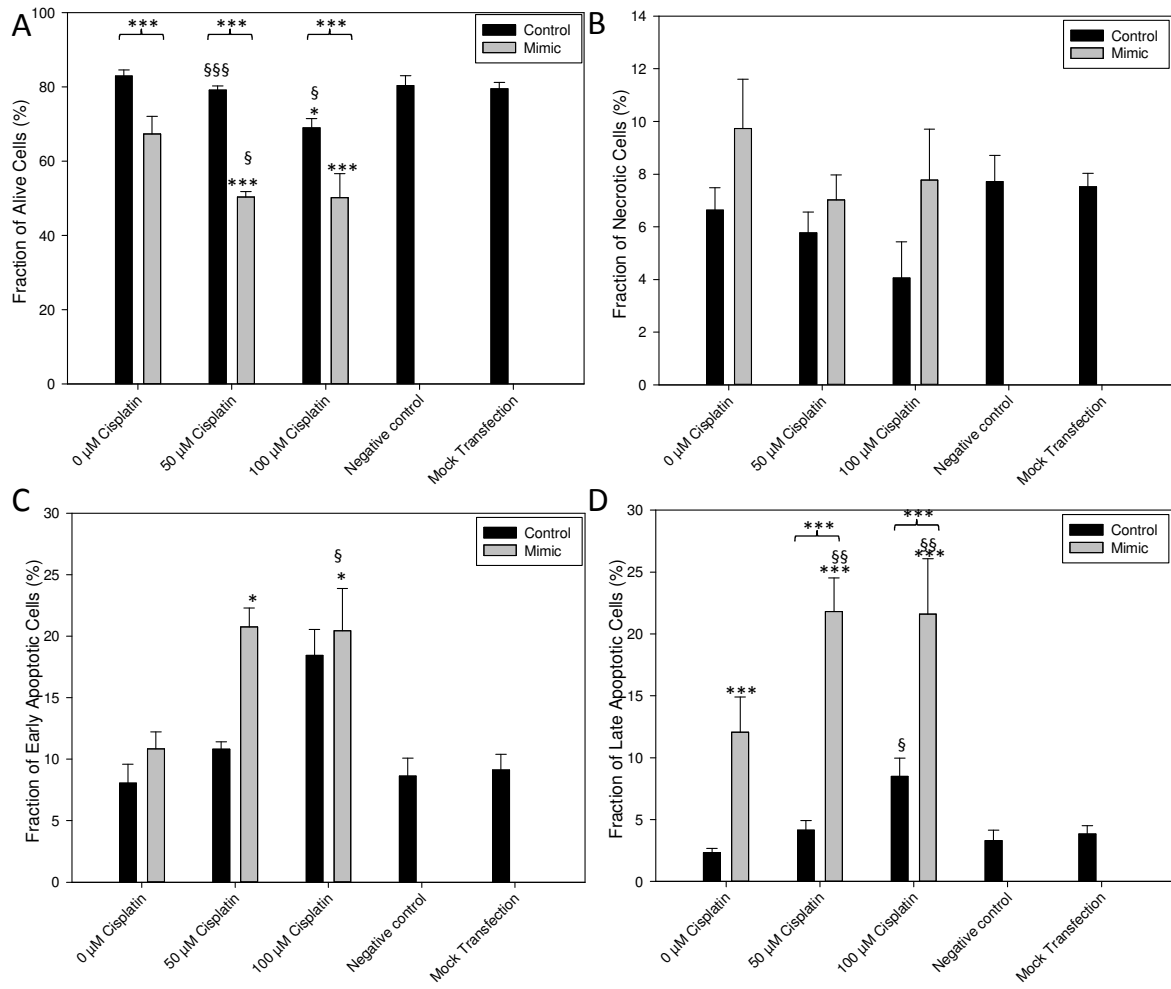 A
Fraction of Alive Cells (%)
100
80
60
40
20
0
*** *** ***
Control
Mimic
§§§
§
***
§
*
***
0 µM Cisplatin
50 µM Cisplatin
100 µM Cisplatin
Negative control
Mock Transfection
B
Fraction of Necrotic Cells (%)
14
12
10
8
6
4
2
0
Control
Mimic
0 µM Cisplatin
50 µM Cisplatin
100 µM Cisplatin
Negative control
Mock Transfection
C
Fraction of Early Apoptotic Cells (%)
30
25
20
15
10
5
0
Control
Mimic
*
§
*
0 µM Cisplatin
50 µM Cisplatin
100 µM Cisplatin
Negative control
Mock Transfection
D
Fraction of Late Apoptotic Cells (%)
30
25
20
15
10
5
0
Control
Mimic
***
***
§§
***
***
§
§§
***
0 µM Cisplatin
50 µM Cisplatin
100 µM Cisplatin
Negative control
Mock Transfection